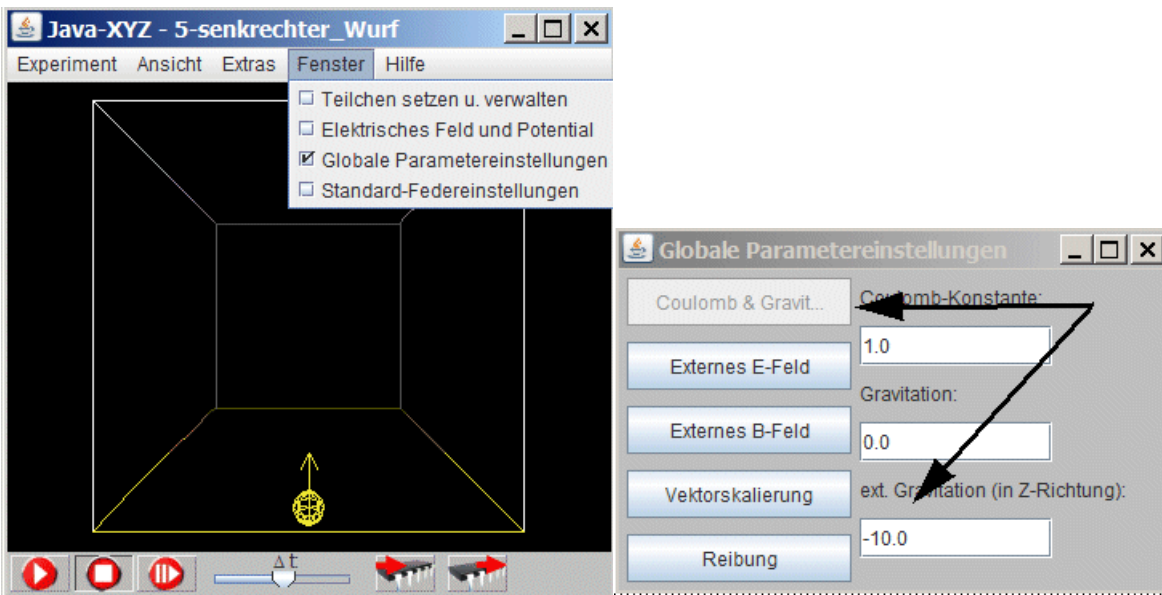 Java-XYZ - 5-senkrechter_Wurf
Experiment Ansicht Extras Fenster Hilfe
Teilchen setzen u. verwalten
Elektrisches Feld und Potential
Globale Parametereinstellungen
Standard-Federeinstellungen
Δt
Globale Parametereinstellungen
Coulomb & Gravit...
Externes E-Feld
Externes B-Feld
Vektorskalierung
Reibung
Coulomb-Konstante:
1.0
Gravitation:
0.0
ext. Gravitation (in Z-Richtung):
-10.0